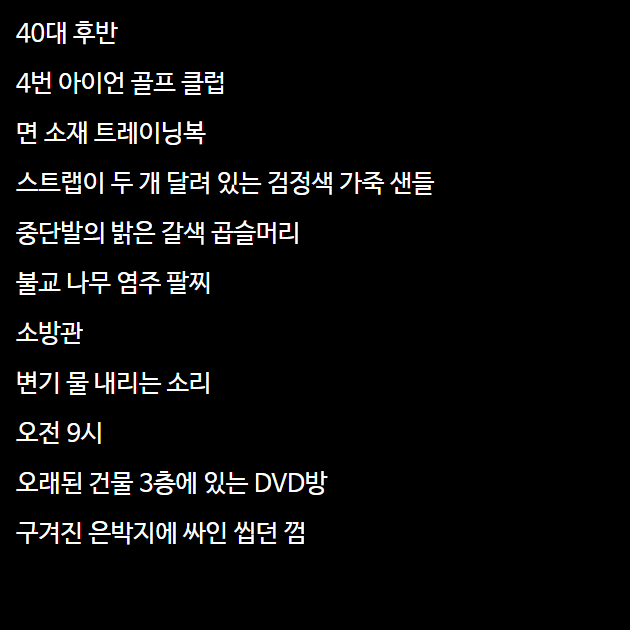 40대 후반
4번 아이언 골프 클럽
면 소재 트레이닝복
스트랩이 두 개 달려 있는 검정색 가죽 샌들
중단발의 밝은 갈색 곱슬머리
불교 나무 염주 팔찌
소방관
변기 물 내리는 소리
오전 9시
오래된 건물 3층에 있는 DVD방
구겨진 은박지에 싸인 씹던 껌